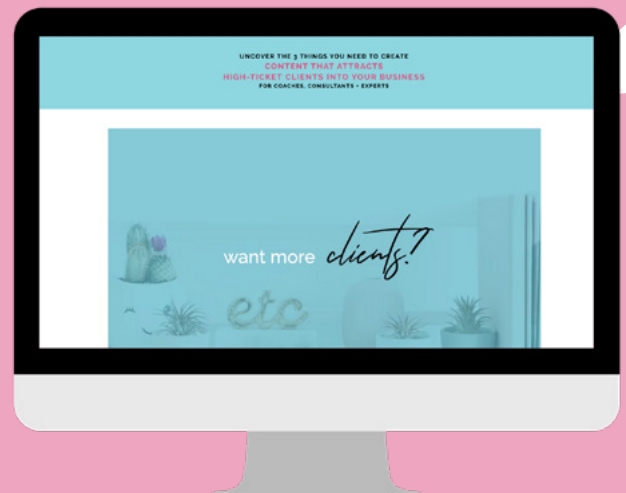 UNCOVER THE 3 THINGS YOU NEED TO CREATE
CONTENT THAT ATTRACTS
HIGH-TICKET CLIENTS INTO YOUR BUSINESS
FOR COACHES, CONSULTANTS + EXPERTS
want more clients?
etc